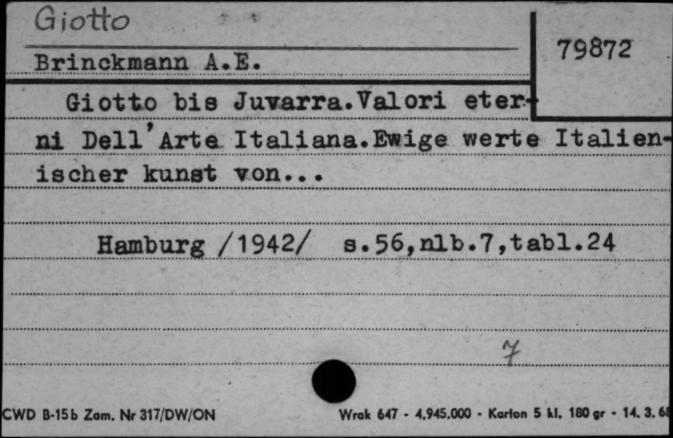 Giotto
79872
Brinckmann A.E.
Giotto bis Juvarra.Valori eter-
ni Dell'Arte Italiana.Ewige werte Italien-
ischer kunst von...
Hamburg /1942/ s.56,nlb.7,tabl.24
7
CWD B-15b Zam. Nr 317/DW/ON
Wrak 647 - 4.945.000 - Karton 5 kl. 180 gr - 14. 3. 68